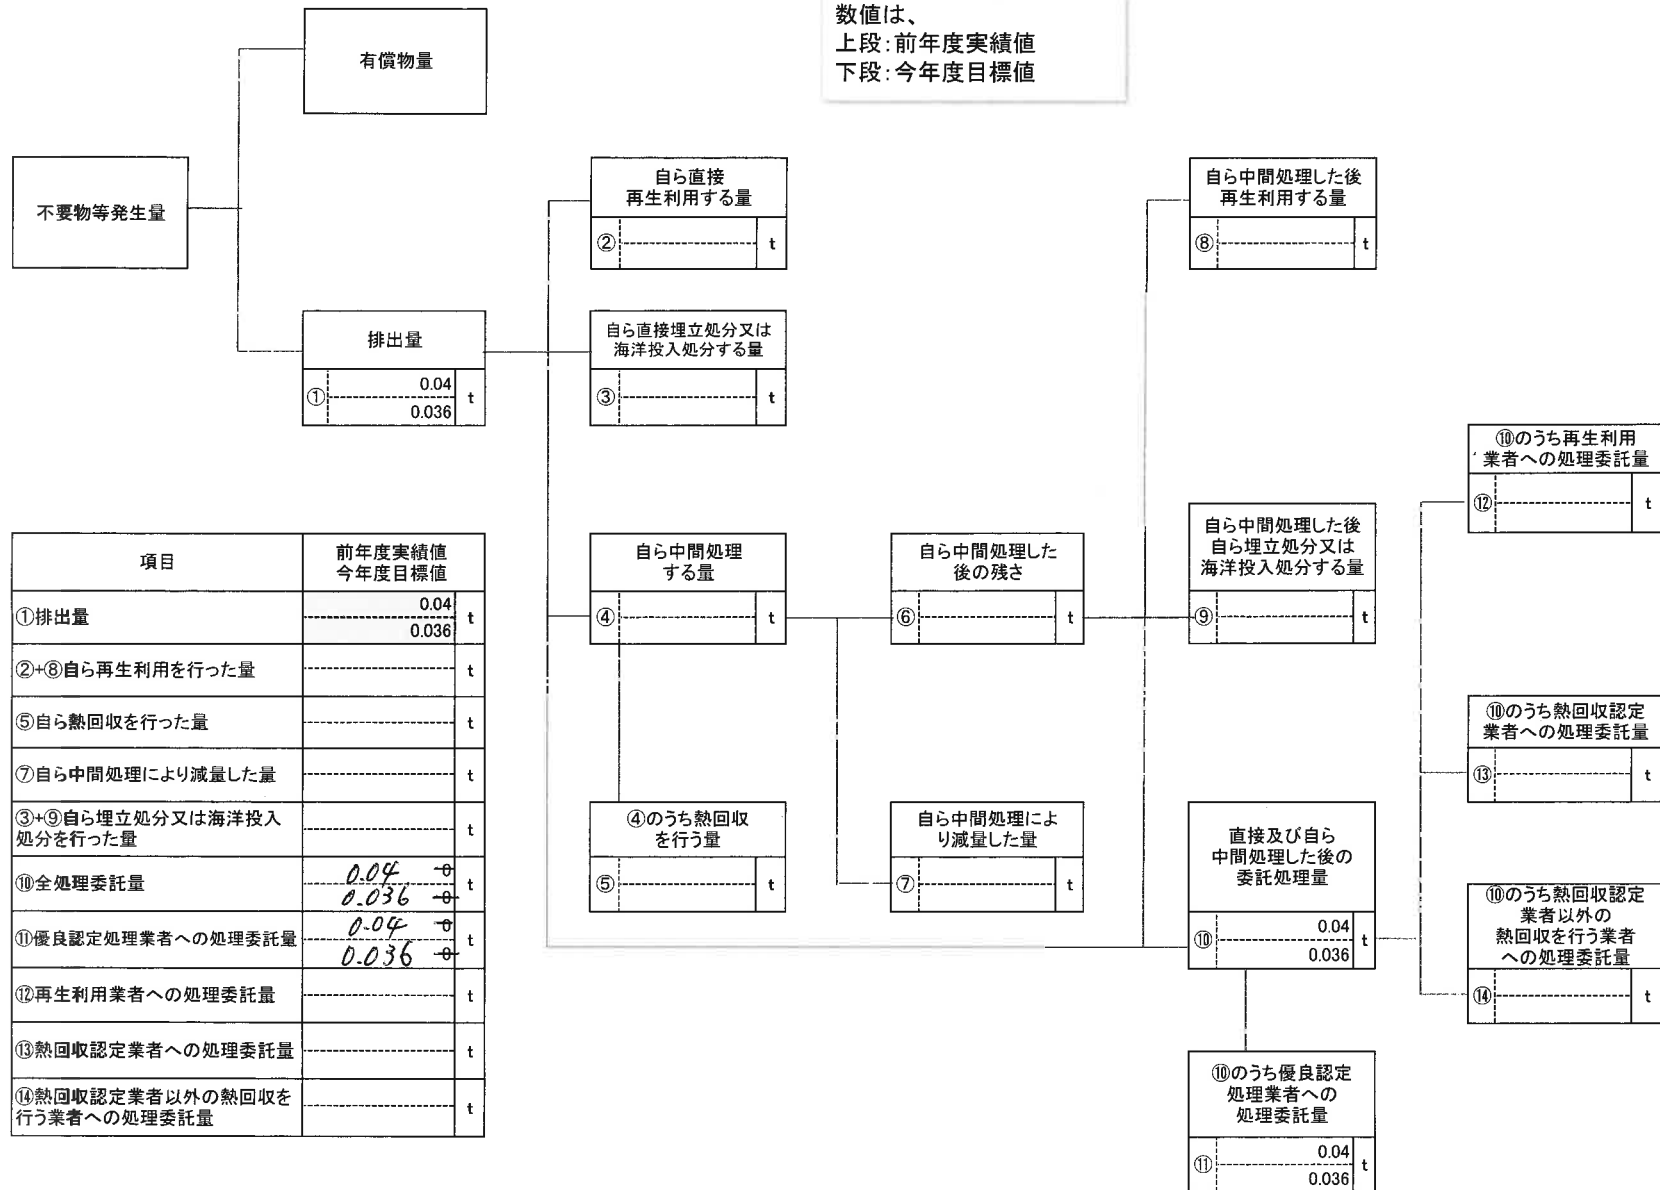 数値は、
上段:前年度実績値
下段:今年度目標値
有償物量
不要物等発生量
排出量
① 0.04 t
0.036
自ら直接
再生利用する量
② t
自ら直接埋立処分又は
海洋投入処分する量
③ t
自ら中間処理
する量
④ t
④のうち熱回収
を行う量
⑤ t
自ら中間処理した
後の残さ
⑥ t
自ら中間処理によ
り減量した量
⑦ t
自ら中間処理した後
再生利用する量
⑧ t
自ら中間処理した後
自ら埋立処分又は
海洋投入処分する量
⑨ t
直接及び自ら
中間処理した後の
委託処理量
⑩ 0.04 t
0.036
⑩のうち優良認定
処理業者への
処理委託量
⑪ 0.04 t
0.036
⑩のうち再生利用
業者への処理委託量
⑫ t
⑩のうち熱回収認定
業者への処理委託量
⑬ t
⑩のうち熱回収認定
業者以外の
熱回収を行う業者
への処理委託量
⑭ t
項目 前年度実績値
今年度目標値
①排出量 0.04 t
0.036
②+⑧自ら再生利用を行った量 t
⑤自ら熱回収を行った量 t
⑦自ら中間処理により減量した量 t
③+⑨自ら埋立処分又は海洋投入
処分を行った量 t
⑩全処理委託量 0.04 0 t
0.036 0
⑪優良認定処理業者への処理委託量 0.04 0 t
0.036 0
⑫再生利用業者への処理委託量 t
⑬熱回収認定業者への処理委託量 t
⑭熱回収認定業者以外の熱回収を
行う業者への処理委託量 t